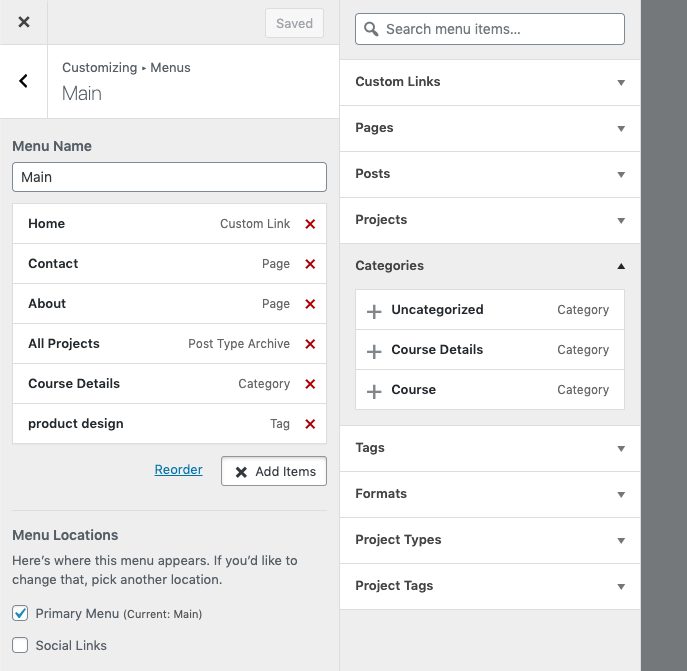 Saved
Customizing ▸ Menus
Main
Menu Name
Main
Home Custom Link
Contact Page
About Page
All Projects Post Type Archive
Course Details Category
product design Tag
Reorder Add Items
Menu Locations
Here’s where this menu appears. If you’d like to
change that, pick another location.
Primary Menu (Current: Main)
Social Links
Search menu items...
Custom Links
Pages
Posts
Projects
Categories
Uncategorized Category
Course Details Category
Course Category
Tags
Formats
Project Types
Project Tags